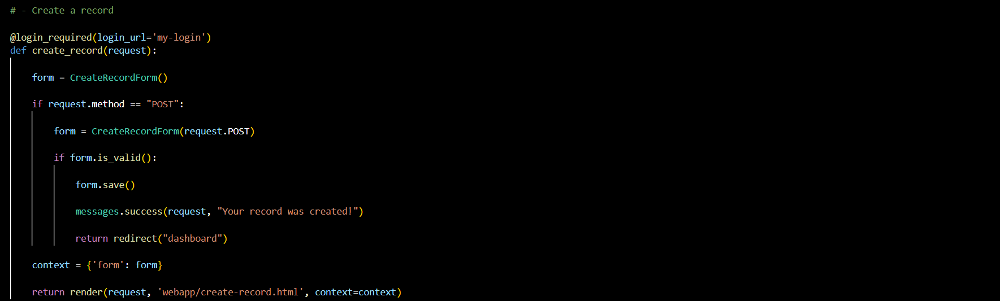 # - Create a record
@login_required(login_url='my-login')
def create_record(request):
form = CreateRecordForm()
if request.method == "POST":
form = CreateRecordForm(request.POST)
if form.is_valid():
form.save()
messages.success(request, "Your record was created!")
return redirect("dashboard")
context = {'form': form}
return render(request, 'webapp/create-record.html', context=context)